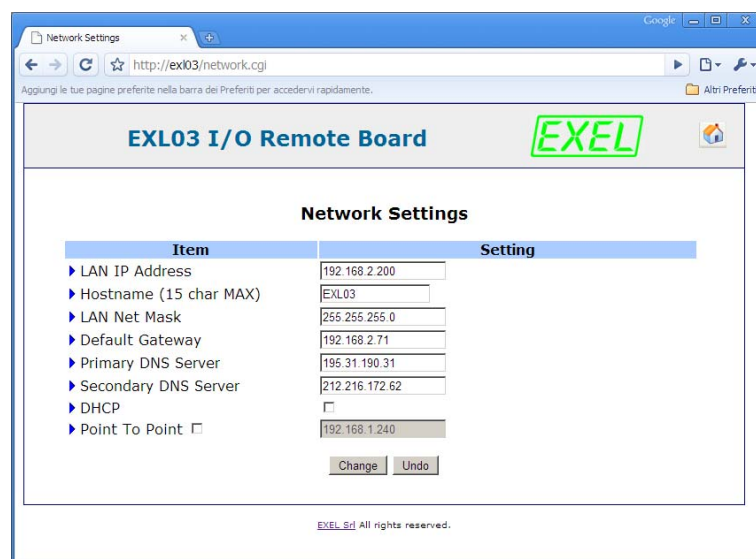 Google
Network Settings
http://exl03/network.cgi
Aggiungi le tue pagine preferite nella barra dei Preferiti per accedervi rapidamente.
Altri Preferiti
EXL03 I/O Remote Board
EXEL
Network Settings
Item Setting
LAN IP Address 192.168.2.200
Hostname (15 char MAX) EXL03
LAN Net Mask 255.255.255.0
Default Gateway 192.168.2.71
Primary DNS Server 195.31.190.31
Secondary DNS Server 212.216.172.62
DHCP
Point To Point 192.168.1.240
Change Undo
EXEL Srl All rights reserved.